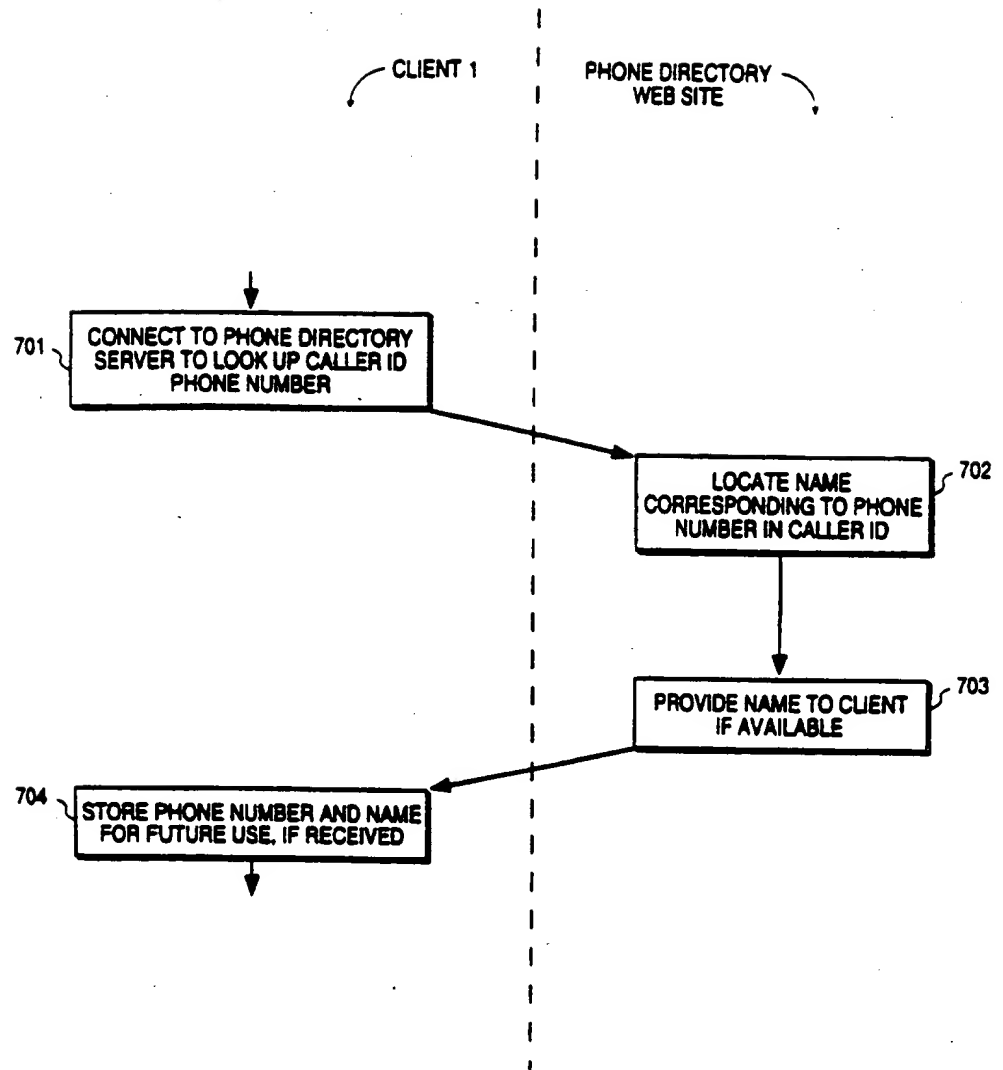 CLIENT 1
PHONE DIRECTORY
WEB SITE
701
CONNECT TO PHONE DIRECTORY
SERVER TO LOOK UP CALLER ID
PHONE NUMBER
702
LOCATE NAME
CORRESPONDING TO PHONE
NUMBER IN CALLER ID
703
PROVIDE NAME TO CLIENT
IF AVAILABLE
704
STORE PHONE NUMBER AND NAME
FOR FUTURE USE, IF RECEIVED